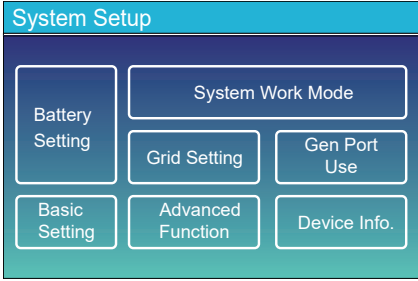 System Setup
Battery
Setting
System Work Mode
Grid Setting
Gen Port
Use
Basic
Setting
Advanced
Function
Device Info.